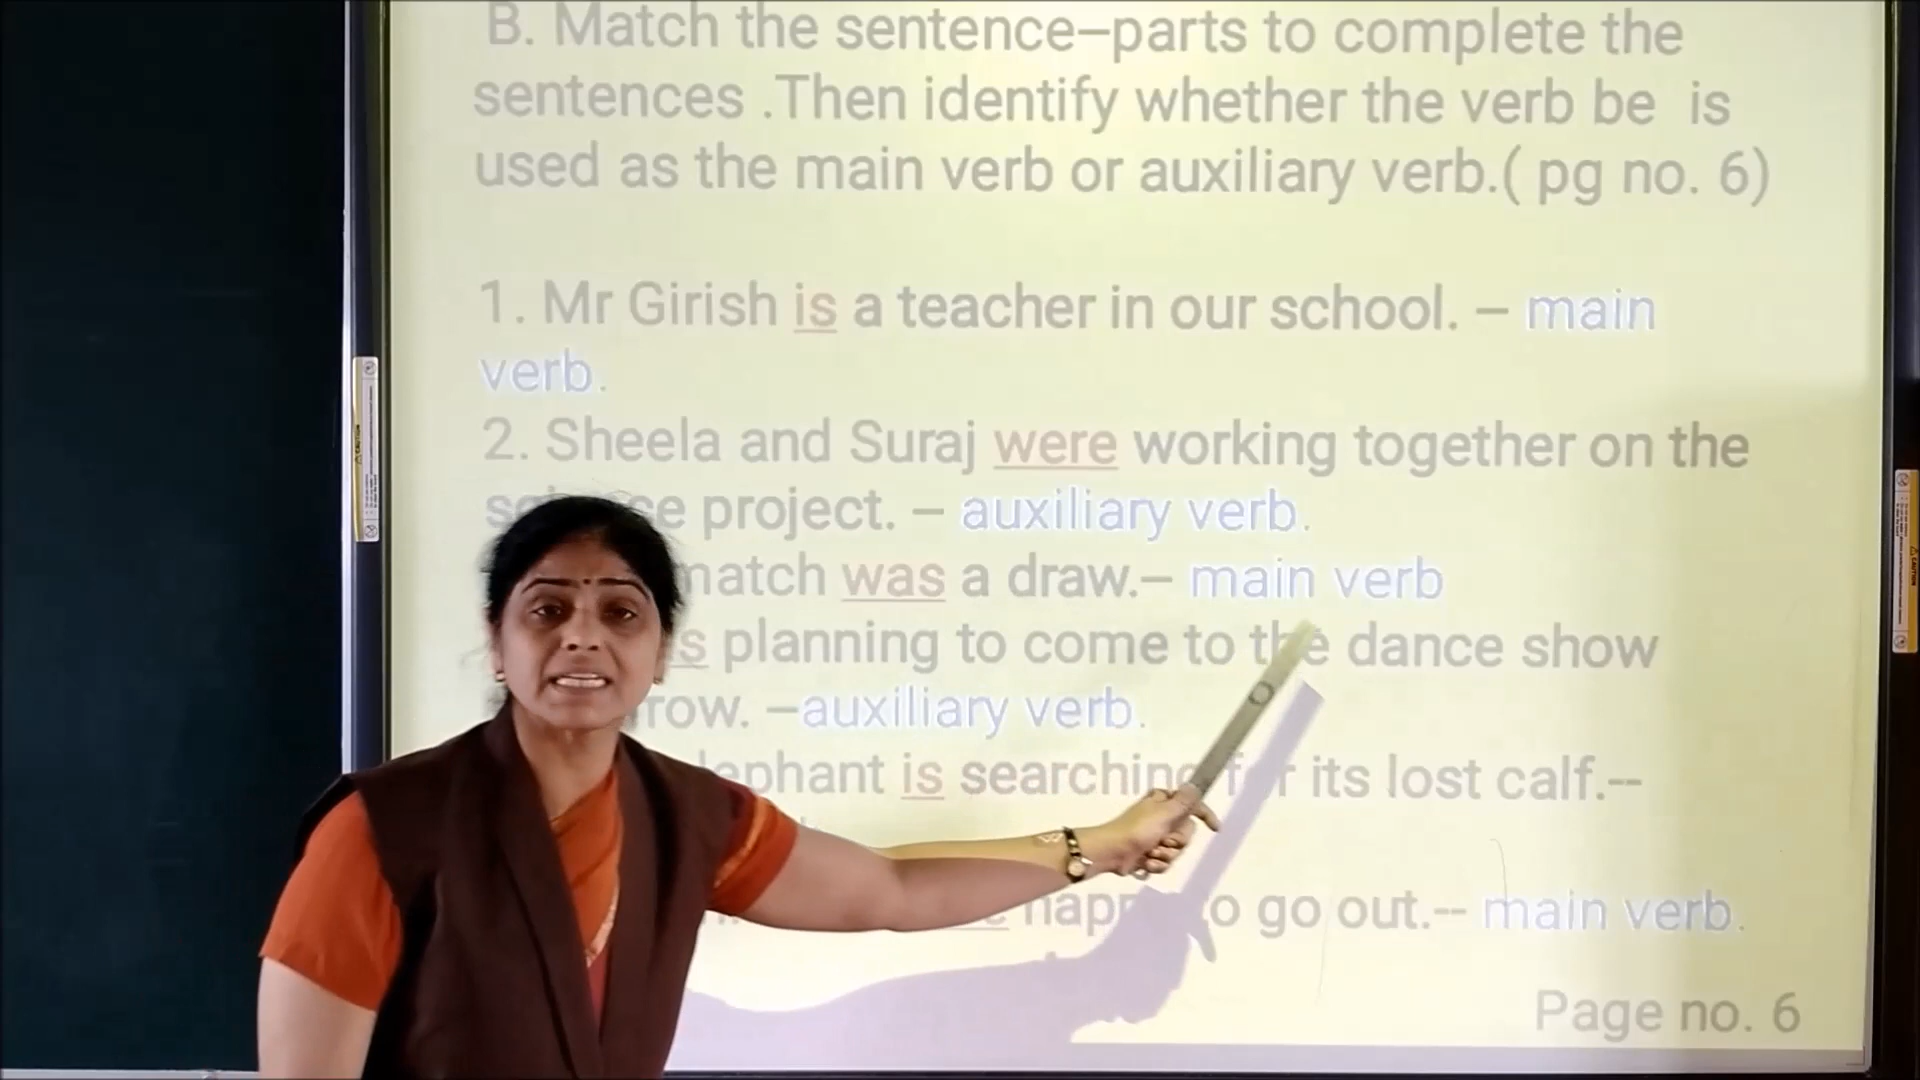 B. Match the sentence–parts to complete the
sentences .Then identify whether the verb be is
used as the main verb or auxiliary verb.( pg no. 6)
1. Mr Girish is a teacher in our school. – main
verb.
2. Sheela and Suraj were working together on the
project. – auxiliary verb.
match was a draw.– main verb
planning to come to the dance show
–auxiliary verb.
is searching for its lost calf.--
to go out.-- main verb.
Page no. 6